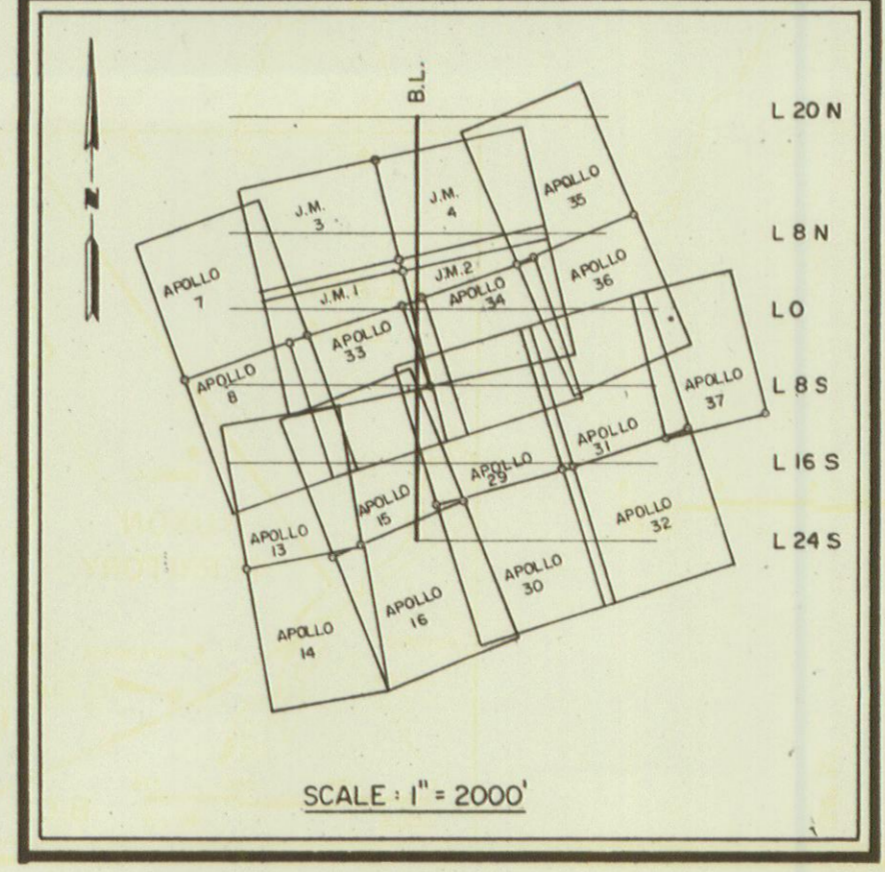 B.L.
L 20 N
N
APOLLO
35
J.M.
3
J.M.
4
L 8 N
APOLLO
7
APOLLO
36
J.M. 1
J.M. 2
APOLLO
34
L 0
APOLLO
33
APOLLO
8
L 8 S
APOLLO
37
APOLLO
31
L 16 S
APOLLO
29
APOLLO
15
APOLLO
32
APOLLO
13
L 24 S
APOLLO
30
APOLLO
16
APOLLO
14
SCALE : 1" = 2000'